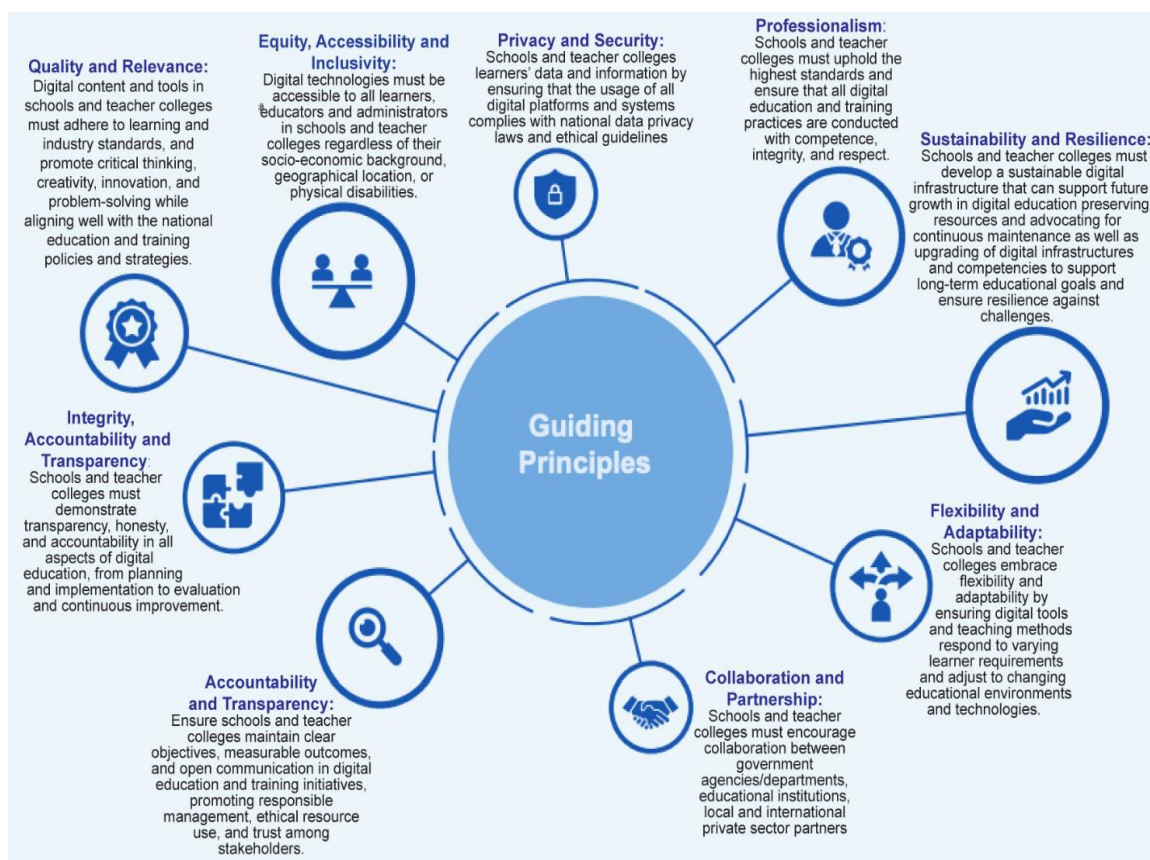 Quality and Relevance:
Digital content and tools in
schools and teacher colleges
must adhere to learning and
industry standards, and
promote critical thinking,
creativity, innovation, and
problem-solving while
aligning well with the national
education and training
policies and strategies.
Equity, Accessibility and
Inclusivity:
Digital technologies must be
accessible to all learners,
educators and administrators
in schools and teacher
colleges regardless of their
socio-economic background,
geographical location, or
physical disabilities.
Privacy and Security:
Schools and teacher colleges
learners' data and information by
ensuring that the usage of all
digital platforms and systems
complies with national data privacy
laws and ethical guidelines
Professionalism:
Schools and teacher
colleges must uphold the
highest standards and
ensure that all digital
education and training
practices are conducted
with competence,
integrity, and respect.
Sustainability and Resilience:
Schools and teacher colleges must
develop a sustainable digital
infrastructure that can support future
growth in digital education preserving
resources and advocating for
continuous maintenance as well as
upgrading of digital infrastructures
and competencies to support
long-term educational goals and
ensure resilience against
challenges.
Guiding
Principles
Integrity,
Accountability and
Transparency:
Schools and teacher
colleges must
demonstrate
transparency, honesty,
and accountability in all
aspects of digital
education, from planning
and implementation to evaluation
and continuous improvement.
Flexibility and
Adaptability:
Schools and teacher
colleges embrace
flexibility and
adaptability by
ensuring digital tools
and teaching methods
respond to varying
learner requirements
and adjust to changing
educational environments
and technologies.
Accountability
and Transparency:
Ensure schools and teacher
colleges maintain clear
objectives, measurable outcomes,
and open communication in digital
education and training initiatives,
promoting responsible
management, ethical resource
use, and trust among
stakeholders.
Collaboration and
Partnership:
Schools and teacher
colleges must encourage
collaboration between
government
agencies/departments,
educational institutions,
local and international
private sector partners